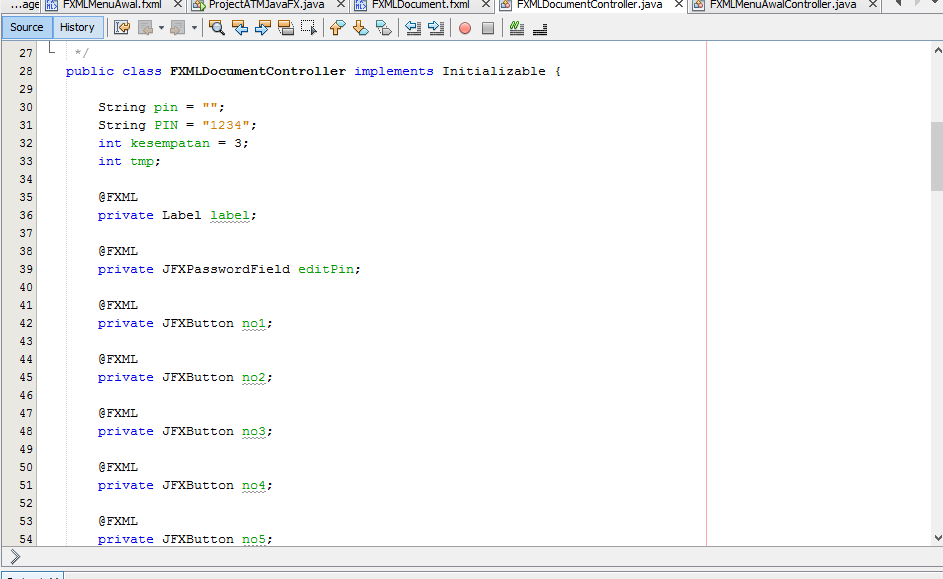 ...age FXMLMenuAwal.fxml ProjectATMJavaFX.java FXMLDocument.fxml FXMLDocumentController.java FXMLMenuAwalController.java
Source History
27 */
28 public class FXMLDocumentController implements Initializable {
29
30 String pin = "";
31 String PIN = "1234";
32 int kesempatan = 3;
33 int tmp;
34
35 @FXML
36 private Label label;
37
38 @FXML
39 private JFXPasswordField editPin;
40
41 @FXML
42 private JFXButton no1;
43
44 @FXML
45 private JFXButton no2;
46
47 @FXML
48 private JFXButton no3;
49
50 @FXML
51 private JFXButton no4;
52
53 @FXML
54 private JFXButton no5;